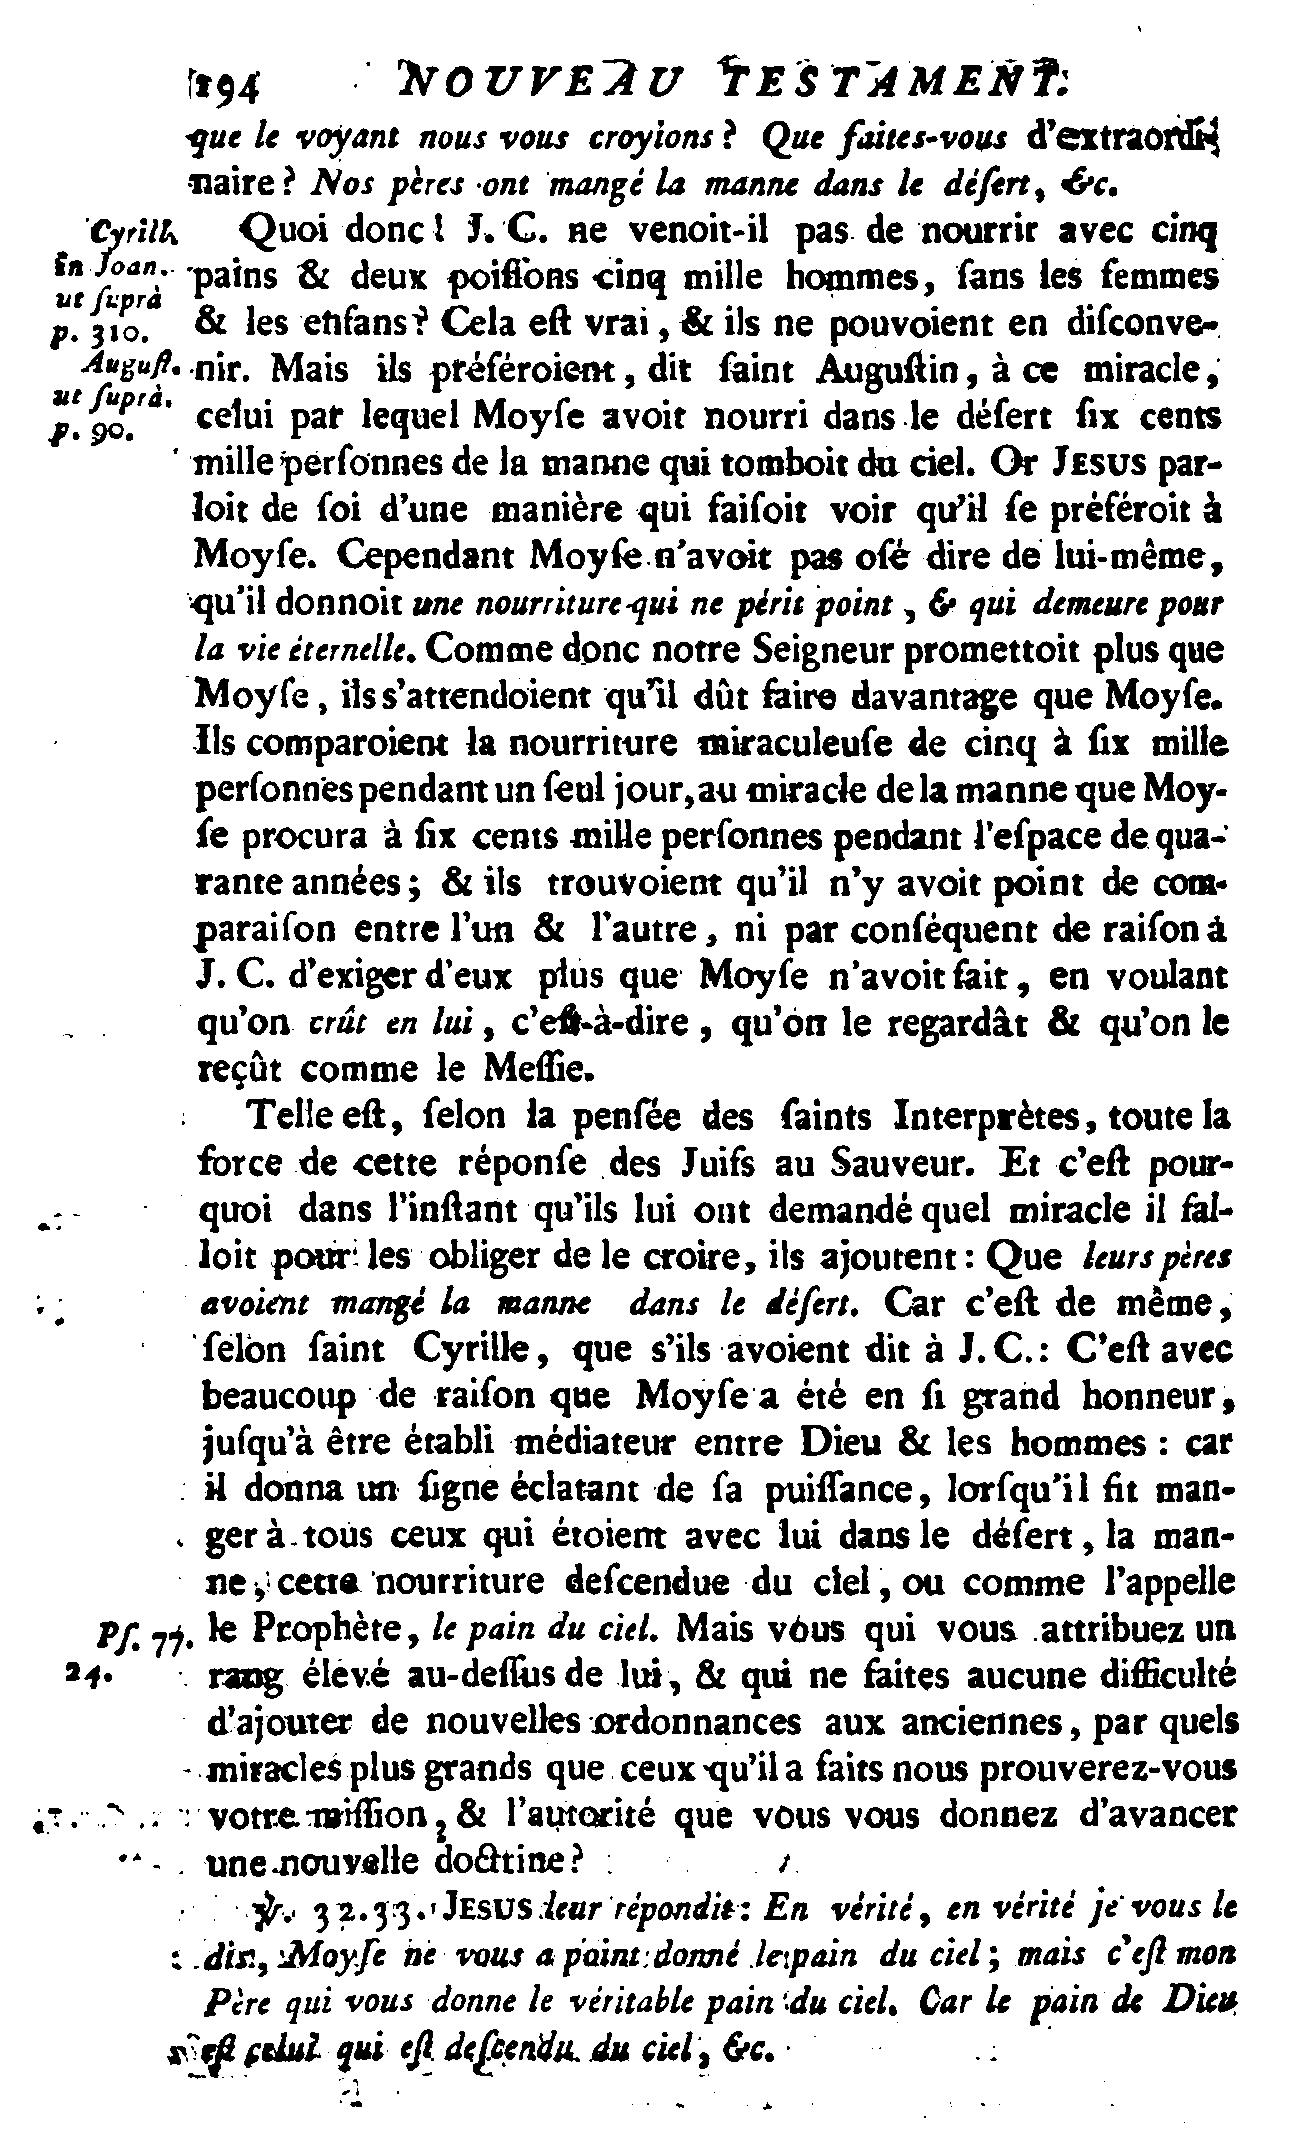 194 NOUVEAU TESTAMENT.
que le voyant nous vous croyions? Que faites-vous d'extraordi-
naire? Nos pères ont mangé la manne dans le déſert, &c.
Cyrill. in Joan. ut ſuprà p. 310.
Quoi donc! J. C. ne venoit-il pas de nourrir avec cinq
pains & deux poiſſons cinq mille hommes, ſans les femmes
& les enfans? Cela eſt vrai, & ils ne pouvoient en diſconve-
Auguſt. ut ſuprà. p. 90.
nir. Mais ils préféroient, dit ſaint Auguſtin, à ce miracle,
celui par lequel Moyſe avoit nourri dans le déſert ſix cents
mille perſonnes de la manne qui tomboit du ciel. Or JESUS par-
loit de ſoi d'une manière qui faiſoit voir qu'il ſe préféroit à
Moyſe. Cependant Moyſe n'avoit pas oſé dire de lui-même,
qu'il donnoit une nourriture qui ne périt point, & qui demeure pour
la vie éternelle. Comme donc notre Seigneur promettoit plus que
Moyſe, ils s'attendoient qu'il dût faire davantage que Moyſe.
Ils comparoient la nourriture miraculeuſe de cinq à ſix mille
perſonnes pendant un ſeul jour, au miracle de la manne que Moy-
ſe procura à ſix cents mille perſonnes pendant l'eſpace de qua-
rante années; & ils trouvoient qu'il n'y avoit point de com-
paraiſon entre l'un & l'autre, ni par conſéquent de raiſon à
J. C. d'exiger d'eux plus que Moyſe n'avoit fait, en voulant
qu'on crût en lui, c'eſt-à-dire, qu'on le regardât & qu'on le
reçût comme le Meſſie.
Telle eſt, ſelon la penſée des ſaints Interprètes, toute la
force de cette réponſe des Juifs au Sauveur. Et c'eſt pour-
quoi dans l'inſtant qu'ils lui ont demandé quel miracle il fal-
loit pour les obliger de le croire, ils ajoutent: Que leurs pères
avoient mangé la manne dans le déſert. Car c'eſt de même,
ſelon ſaint Cyrille, que s'ils avoient dit à J. C.: C'eſt avec
beaucoup de raiſon que Moyſe a été en ſi grand honneur,
juſqu'à être établi médiateur entre Dieu & les hommes: car
il donna un ſigne éclatant de ſa puiſſance, lorſqu'il fit man-
ger à tous ceux qui étoient avec lui dans le déſert, la man-
ne, cette nourriture deſcendue du ciel, ou comme l'appelle
Pſ. 77. 24.
le Prophète, le pain du ciel. Mais vous qui vous attribuez un
rang élevé au-deſſus de lui, & qui ne faites aucune difficulté
d'ajouter de nouvelles ordonnances aux anciennes, par quels
miracles plus grands que ceux qu'il a faits nous prouverez-vous
votre miſſion, & l'autorité que vous vous donnez d'avancer
une nouvelle doctrine?
℣. 32. 33. JESUS leur répondit: En vérité, en vérité je vous le
dis, Moyſe ne vous a point donné le pain du ciel; mais c'eſt mon
Père qui vous donne le véritable pain du ciel. Car le pain de Dieu
eſt celui qui eſt deſcendu du ciel, &c.